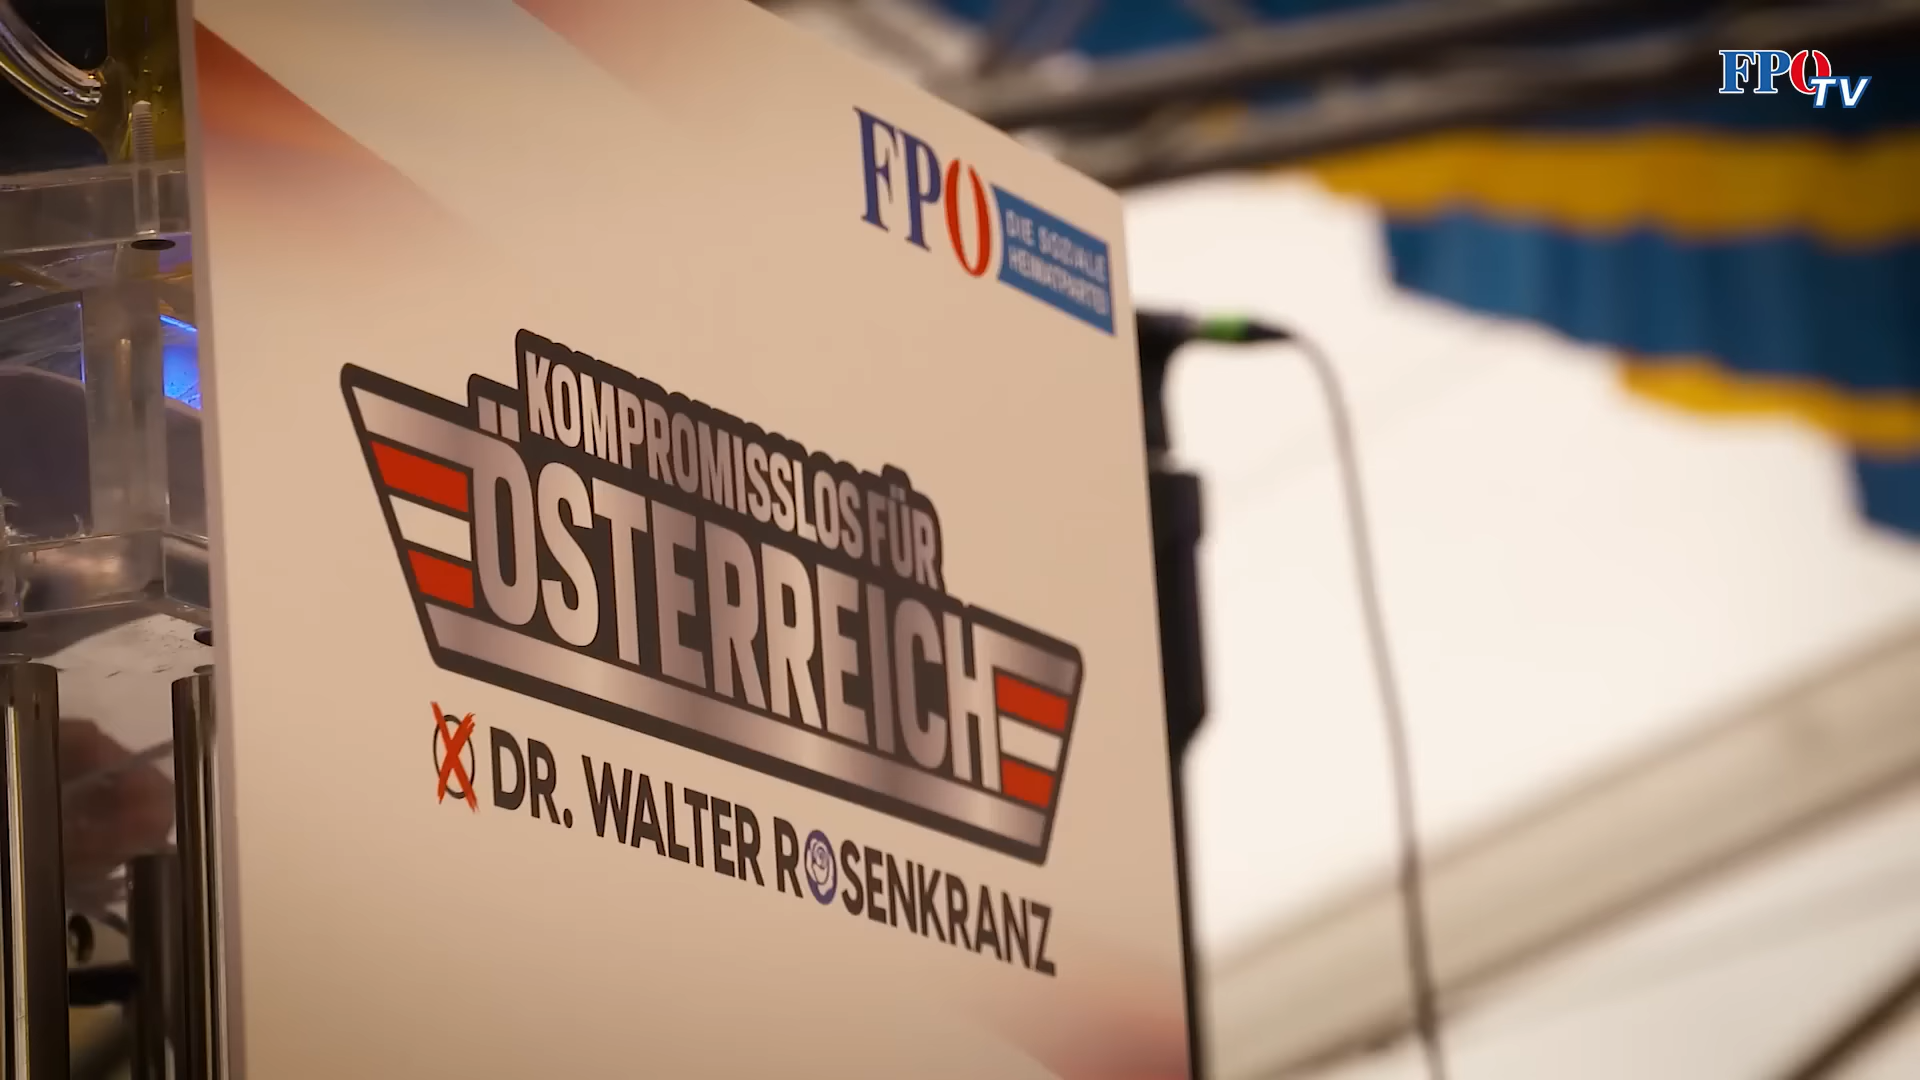 FPÖ TV
FPÖ
DIE SOZIALE
HEIMATPARTEI
KOMPROMISSLOS FÜR
ÖSTERREICH
DR. WALTER ROSENKRANZ